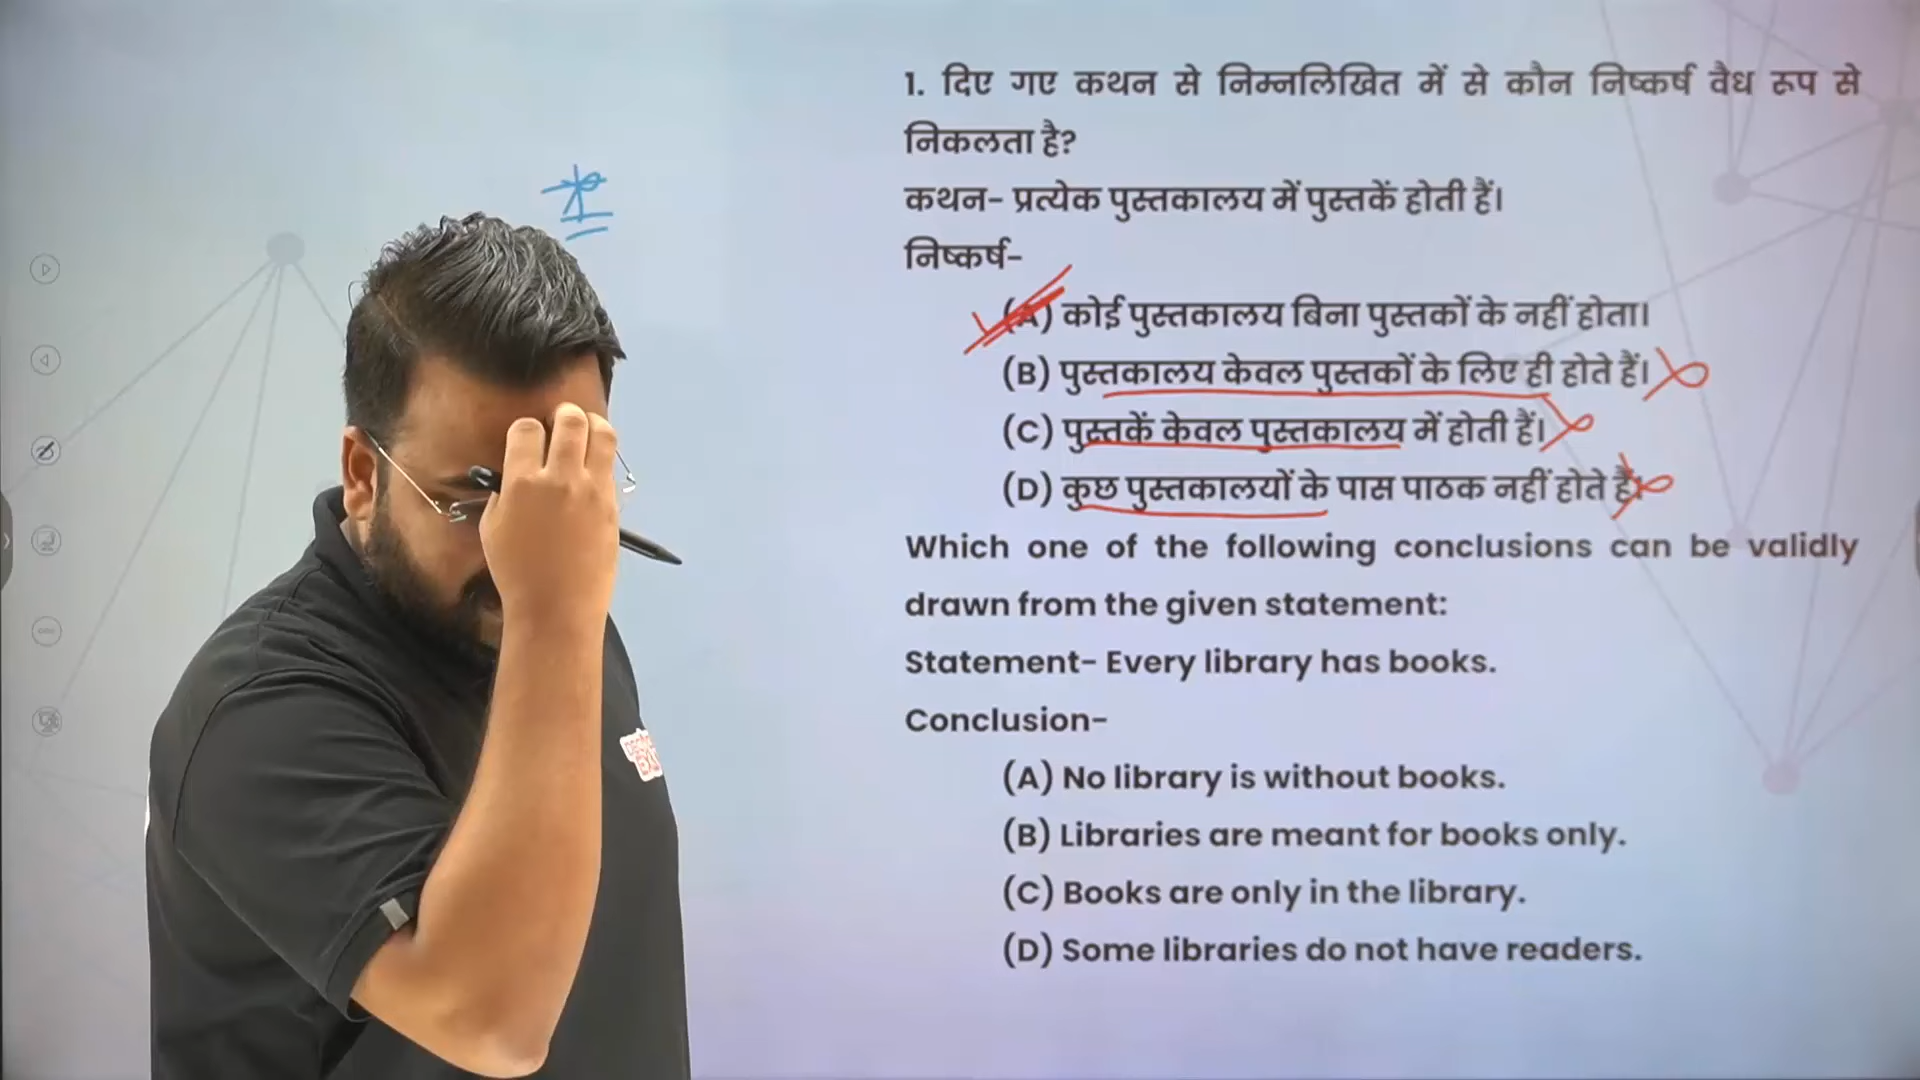 1. दिए गए कथन से निम्नलिखित में से कौन निष्कर्ष वैध रूप से
निकलता है?
कथन- प्रत्येक पुस्तकालय में पुस्तकें होती हैं।
निष्कर्ष-
(A) कोई पुस्तकालय बिना पुस्तकों के नहीं होता।
(B) पुस्तकालय केवल पुस्तकों के लिए ही होते हैं।
(C) पुस्तकें केवल पुस्तकालय में होती हैं।
(D) कुछ पुस्तकालयों के पास पाठक नहीं होते हैं।
Which one of the following conclusions can be validly
drawn from the given statement:
Statement- Every library has books.
Conclusion-
(A) No library is without books.
(B) Libraries are meant for books only.
(C) Books are only in the library.
(D) Some libraries do not have readers.